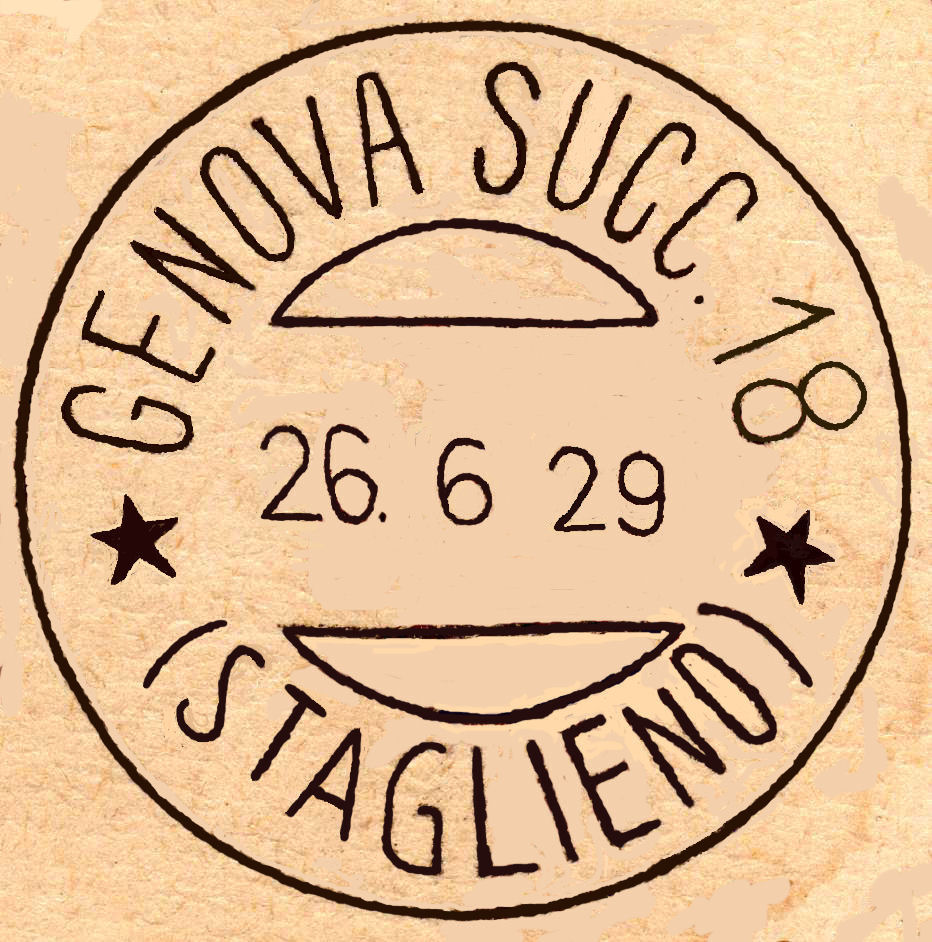 GENOVA SUCC. 18
26. 6 29
(STAGLIENO)